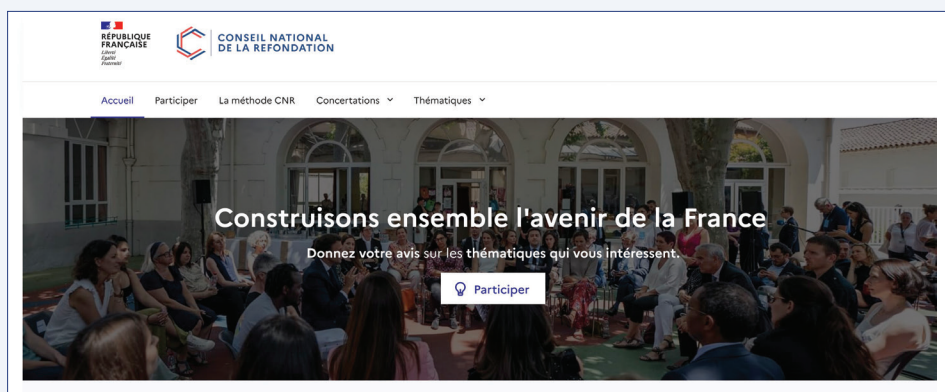 RÉPUBLIQUE
FRANÇAISE
Liberté
Égalité
Fraternité
CONSEIL NATIONAL
DE LA REFONDATION
Accueil Participer La méthode CNR Concertations Thématiques
Construisons ensemble l'avenir de la France
Donnez votre avis sur les thématiques qui vous intéressent.
Participer